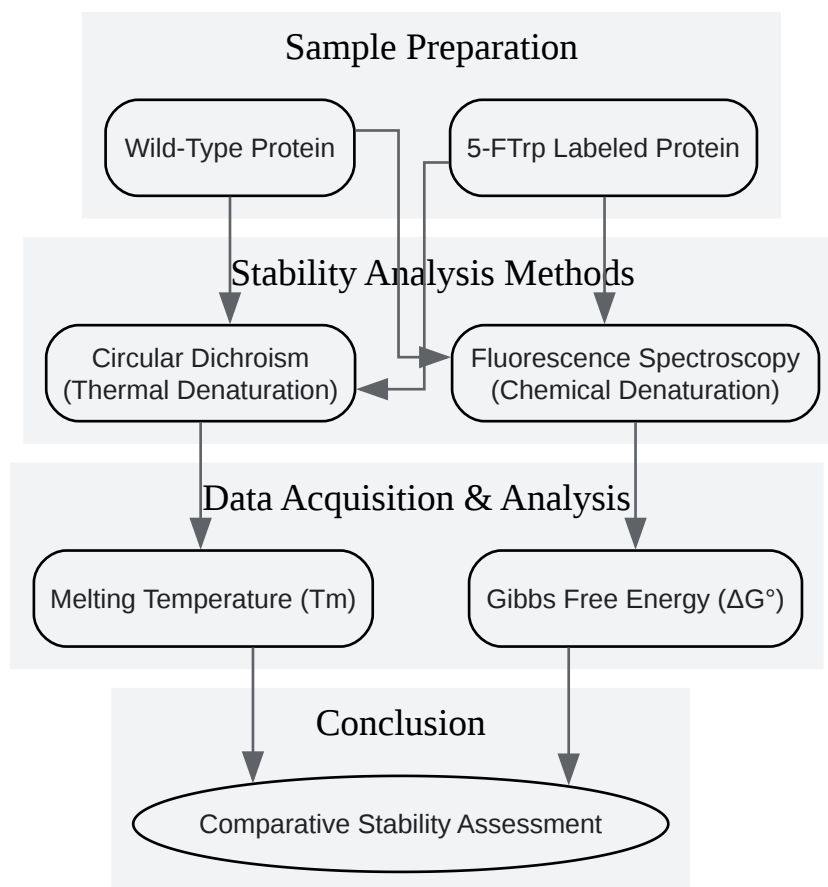 Sample Preparation
Wild-Type Protein
5-FTrp Labeled Protein
Stability Analysis Methods
Circular Dichroism
(Thermal Denaturation)
Fluorescence Spectroscopy
(Chemical Denaturation)
Data Acquisition & Analysis
Melting Temperature (Tm)
Gibbs Free Energy (ΔG°)
Conclusion
Comparative Stability Assessment